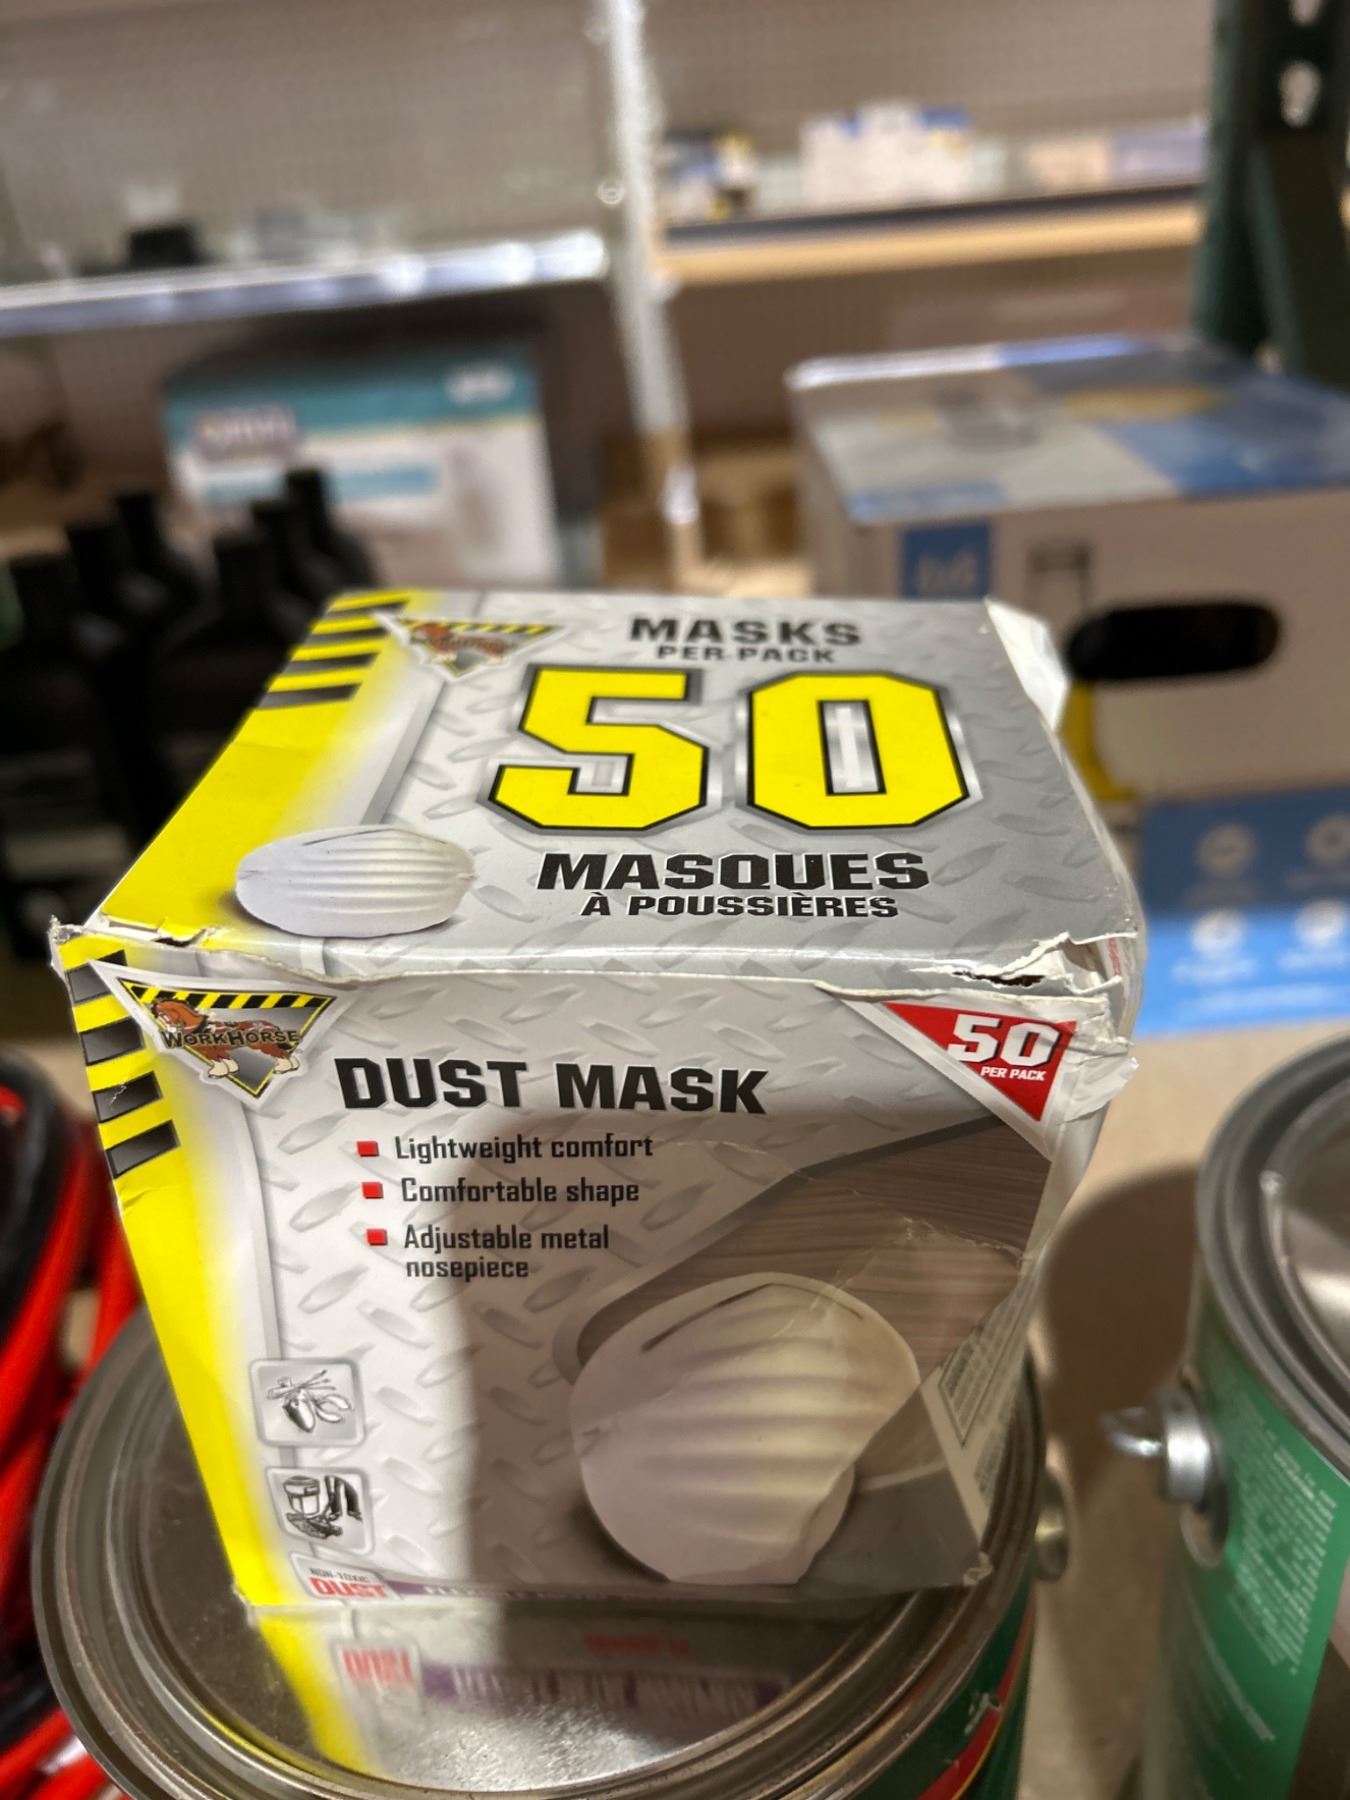 MASKS
PER PACK
50
MASQUES
À POUSSIÈRES
WORKHORSE
50
PER PACK
DUST MASK
Lightweight comfort
Comfortable shape
Adjustable metal
nosepiece
NON-TOXIC
DUST